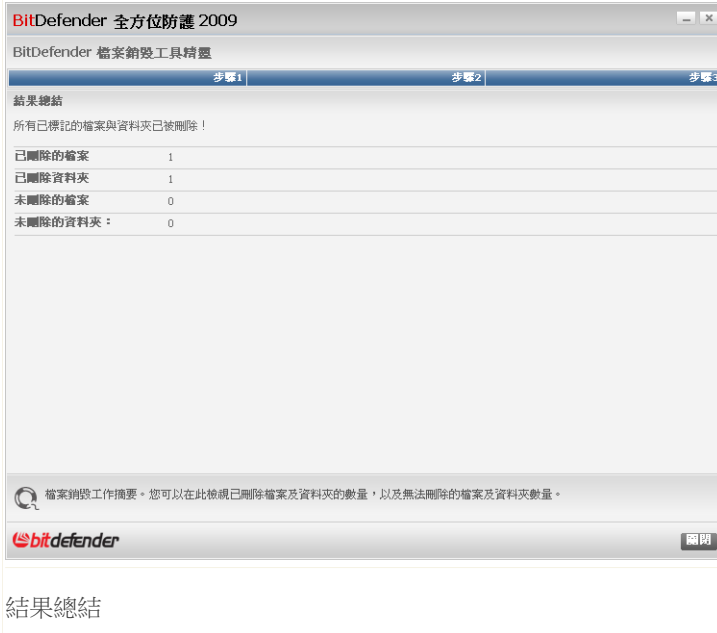 BitDefender 全方位防護 2009
BitDefender 檔案銷毀工具精靈
步驟1 步驟2 步驟3
結果總結
所有已標記的檔案與資料夾已被刪除！
已刪除的檔案 1
已刪除資料夾 1
未刪除的檔案 0
未刪除的資料夾： 0
檔案銷毀工作摘要。您可以在此檢視已刪除檔案及資料夾的數量，以及無法刪除的檔案及資料夾數量。
bitdefender
關閉
結果總結